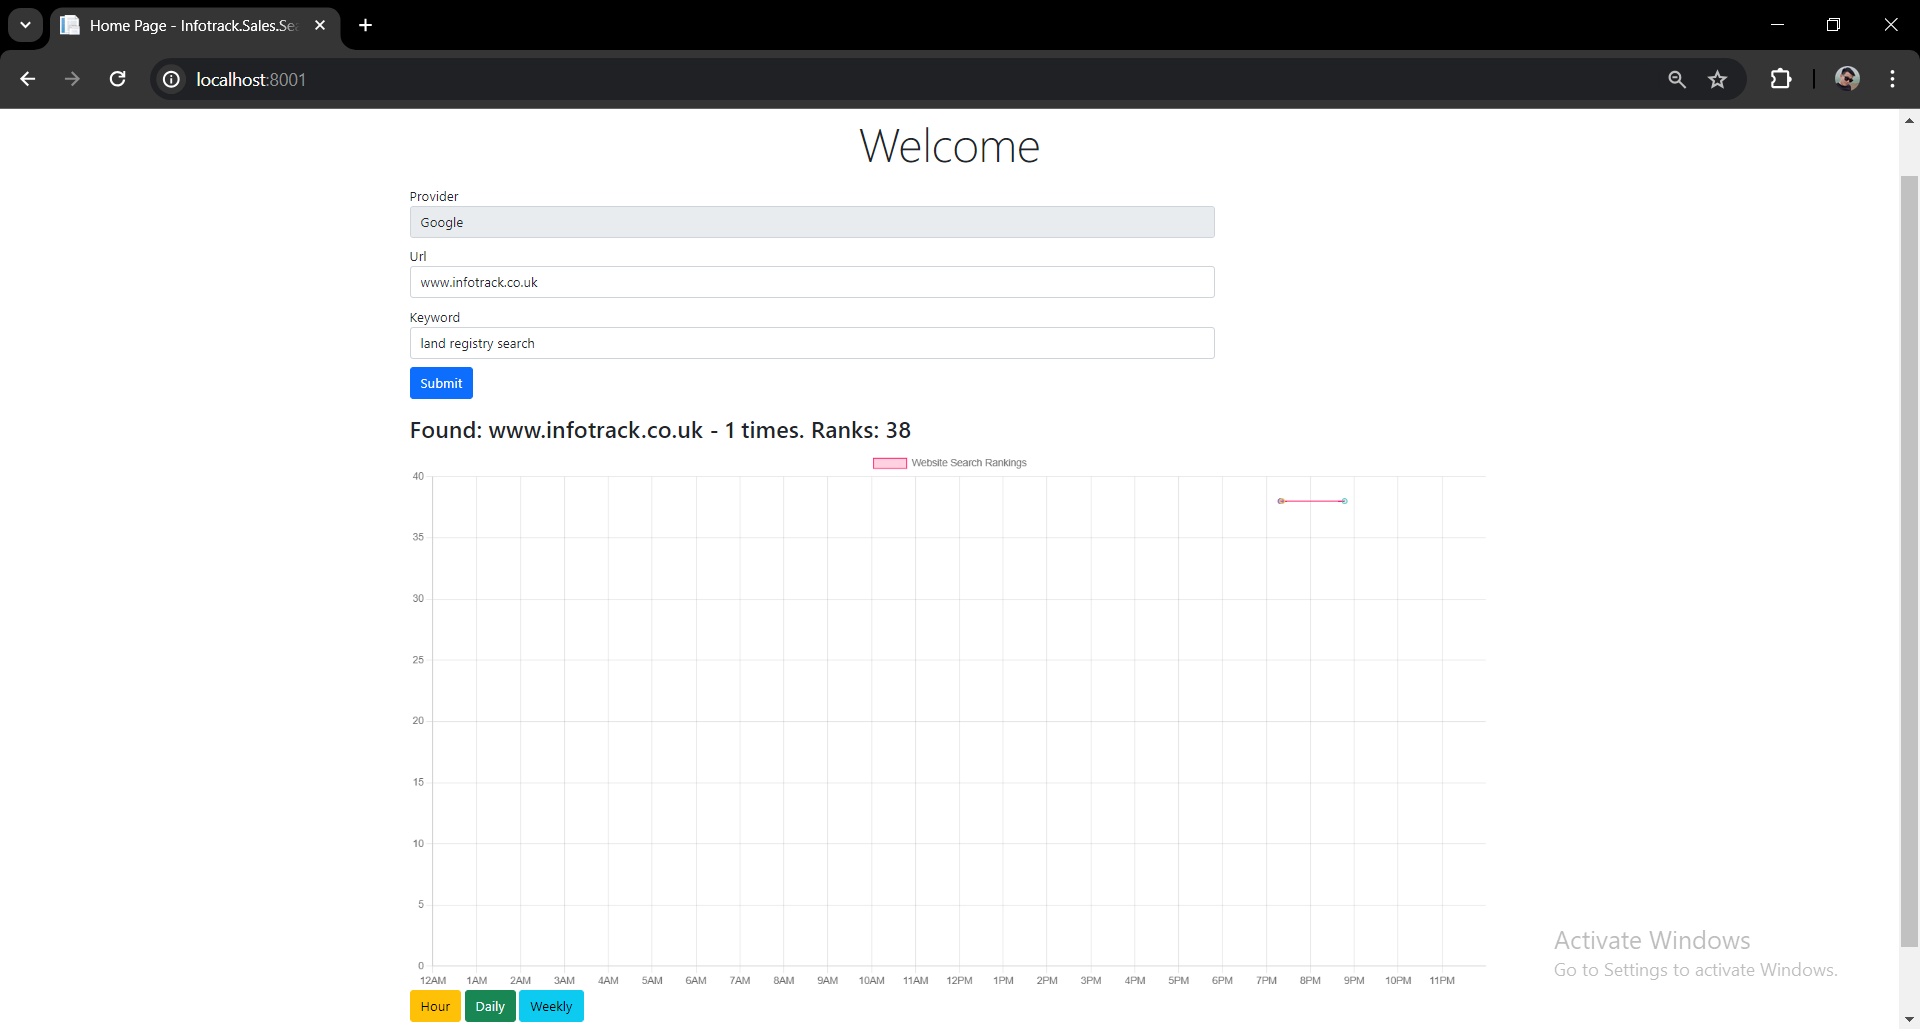 Home Page - Infotrack.Sales.Se
localhost:8001
Welcome
Provider
Google
Url
www.infotrack.co.uk
Keyword
land registry search
Submit
Found: www.infotrack.co.uk - 1 times. Ranks: 38
Website Search Rankings
40
35
30
25
20
15
10
5
0
12AM 1AM 2AM 3AM 4AM 5AM 6AM 7AM 8AM 9AM 10AM 11AM 12PM 1PM 2PM 3PM 4PM 5PM 6PM 7PM 8PM 9PM 10PM 11PM
Hour Daily Weekly
Activate Windows
Go to Settings to activate Windows.